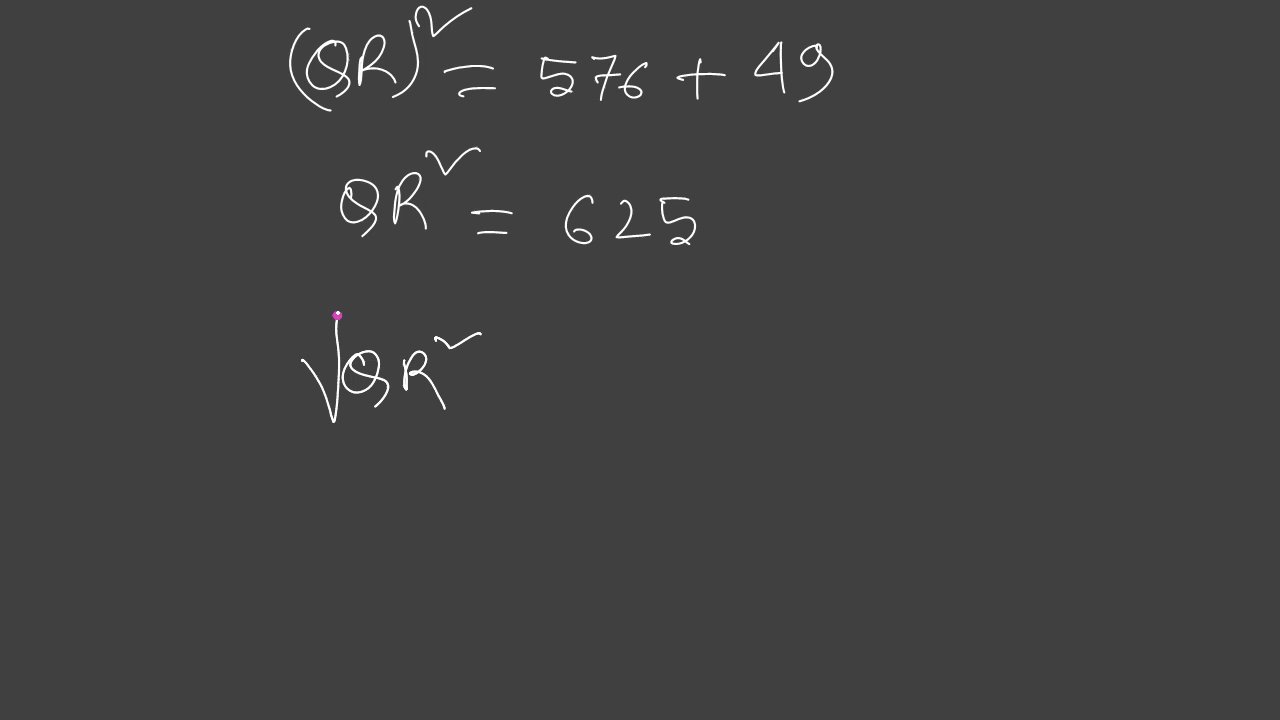 (QR)² = 576 + 49
QR² = 625
√QR²